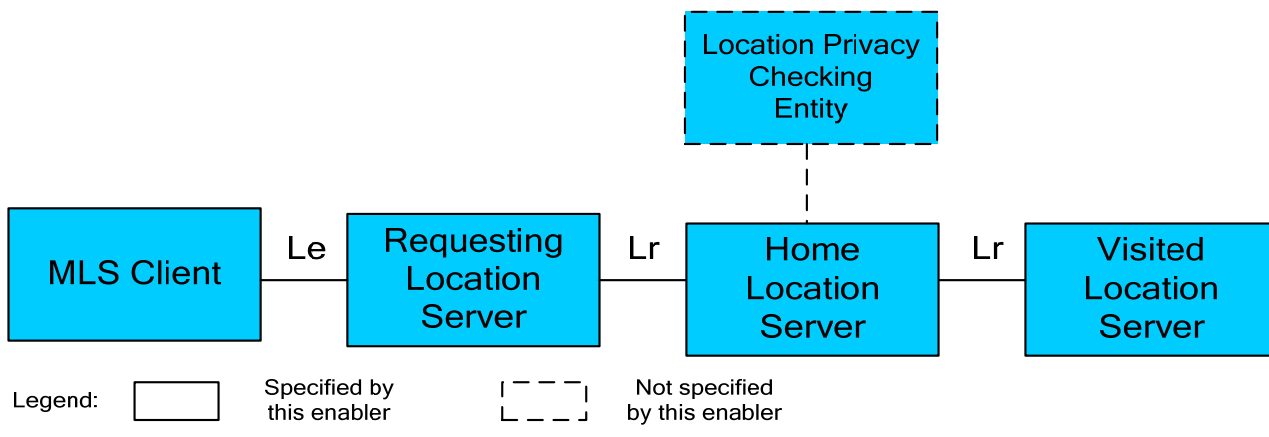 Location Privacy
Checking
Entity
MLS Client
Le
Requesting
Location
Server
Lr
Home
Location
Server
Lr
Visited
Location
Server
Legend:
Specified by
this enabler
Not specified
by this enabler